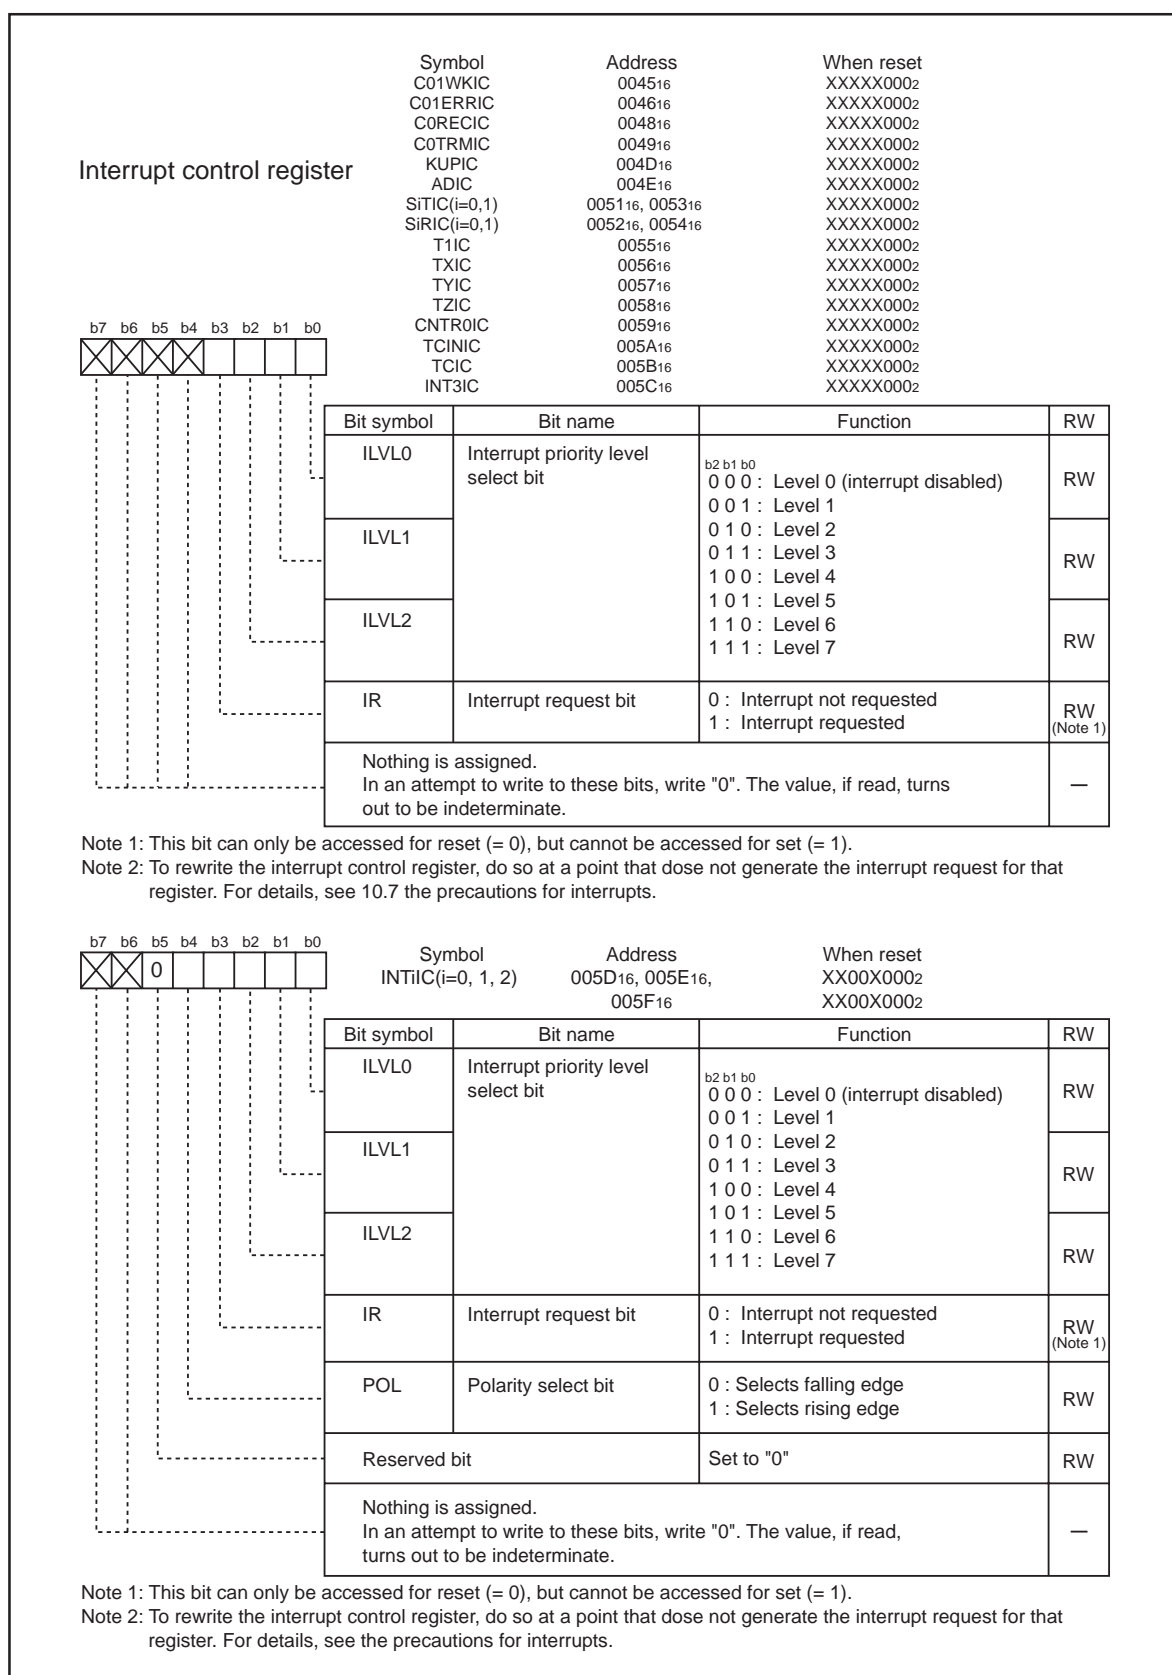 Interrupt control register
Symbol Address When reset
C01WKIC 004516 XXXXX0002
C01ERRIC 004616 XXXXX0002
C0RECIC 004816 XXXXX0002
C0TRMIC 004916 XXXXX0002
KUPIC 004D16 XXXXX0002
ADIC 004E16 XXXXX0002
SiTIC(i=0,1) 005116, 005316 XXXXX0002
SiRIC(i=0,1) 005216, 005416 XXXXX0002
T1IC 005516 XXXXX0002
TXIC 005616 XXXXX0002
TYIC 005716 XXXXX0002
TZIC 005816 XXXXX0002
CNTR0IC 005916 XXXXX0002
TCINIC 005A16 XXXXX0002
TCIC 005B16 XXXXX0002
INT3IC 005C16 XXXXX0002
b7 b6 b5 b4 b3 b2 b1 b0
Bit symbol Bit name Function RW
ILVL0 Interrupt priority level
select bit
b2 b1 b0
0 0 0 : Level 0 (interrupt disabled) RW
0 0 1 : Level 1
ILVL1 0 1 0 : Level 2
0 1 1 : Level 3 RW
1 0 0 : Level 4
1 0 1 : Level 5
ILVL2 1 1 0 : Level 6
1 1 1 : Level 7 RW
IR Interrupt request bit 0 : Interrupt not requested
1 : Interrupt requested RW
(Note 1)
Nothing is assigned.
In an attempt to write to these bits, write "0". The value, if read, turns —
out to be indeterminate.
Note 1: This bit can only be accessed for reset (= 0), but cannot be accessed for set (= 1).
Note 2: To rewrite the interrupt control register, do so at a point that dose not generate the interrupt request for that
register. For details, see 10.7 the precautions for interrupts.
b7 b6 b5 b4 b3 b2 b1 b0
0
Symbol Address When reset
INTiIC(i=0, 1, 2) 005D16, 005E16, XX00X0002
005F16 XX00X0002
Bit symbol Bit name Function RW
ILVL0 Interrupt priority level
select bit
b2 b1 b0
0 0 0 : Level 0 (interrupt disabled) RW
0 0 1 : Level 1
ILVL1 0 1 0 : Level 2
0 1 1 : Level 3 RW
1 0 0 : Level 4
1 0 1 : Level 5
ILVL2 1 1 0 : Level 6
1 1 1 : Level 7 RW
IR Interrupt request bit 0 : Interrupt not requested
1 : Interrupt requested RW
(Note 1)
POL Polarity select bit 0 : Selects falling edge
1 : Selects rising edge RW
Reserved bit Set to "0" RW
Nothing is assigned.
In an attempt to write to these bits, write "0". The value, if read, —
turns out to be indeterminate.
Note 1: This bit can only be accessed for reset (= 0), but cannot be accessed for set (= 1).
Note 2: To rewrite the interrupt control register, do so at a point that dose not generate the interrupt request for that
register. For details, see the precautions for interrupts.